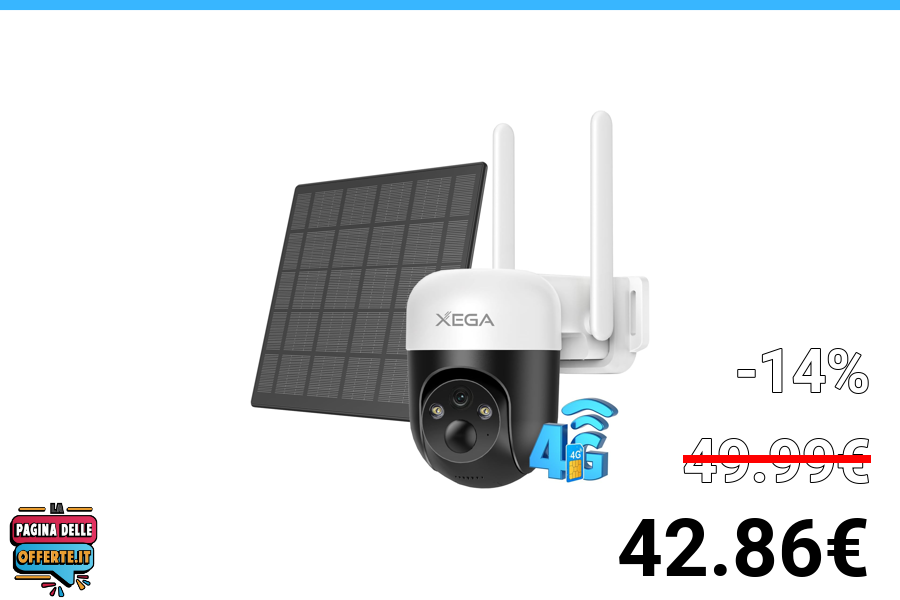 XEGA
4G
4G
-14%
49.99€
42.86€
LA
PAGINA DELLE
OFFERTE.IT